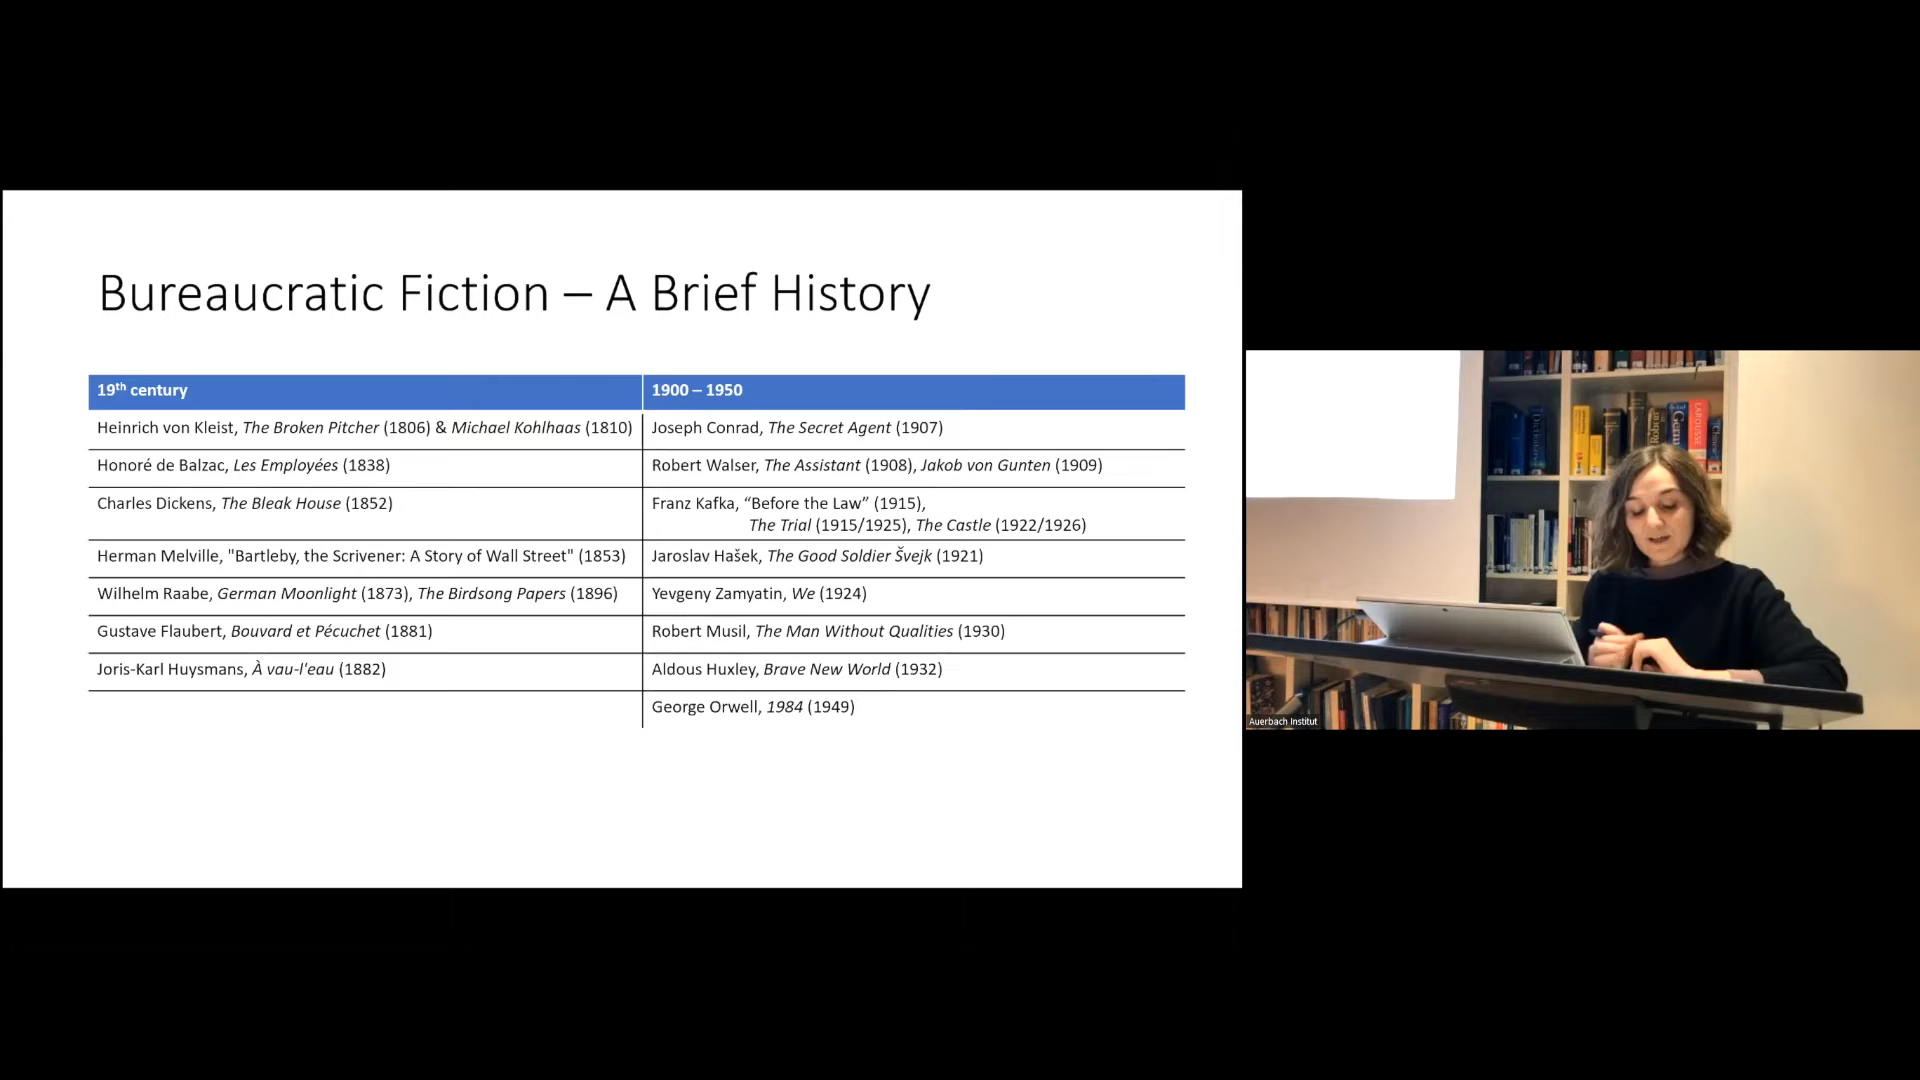 Bureaucratic Fiction – A Brief History
19th century
1900 – 1950
Heinrich von Kleist, The Broken Pitcher (1806) & Michael Kohlhaas (1810)
Joseph Conrad, The Secret Agent (1907)
Honoré de Balzac, Les Employées (1838)
Robert Walser, The Assistant (1908), Jakob von Gunten (1909)
Charles Dickens, The Bleak House (1852)
Franz Kafka, “Before the Law” (1915),
The Trial (1915/1925), The Castle (1922/1926)
Herman Melville, "Bartleby, the Scrivener: A Story of Wall Street" (1853)
Jaroslav Hašek, The Good Soldier Švejk (1921)
Wilhelm Raabe, German Moonlight (1873), The Birdsong Papers (1896)
Yevgeny Zamyatin, We (1924)
Gustave Flaubert, Bouvard et Pécuchet (1881)
Robert Musil, The Man Without Qualities (1930)
Joris-Karl Huysmans, À vau-l'eau (1882)
Aldous Huxley, Brave New World (1932)
George Orwell, 1984 (1949)
LAROUSSE
Auerbach Institut